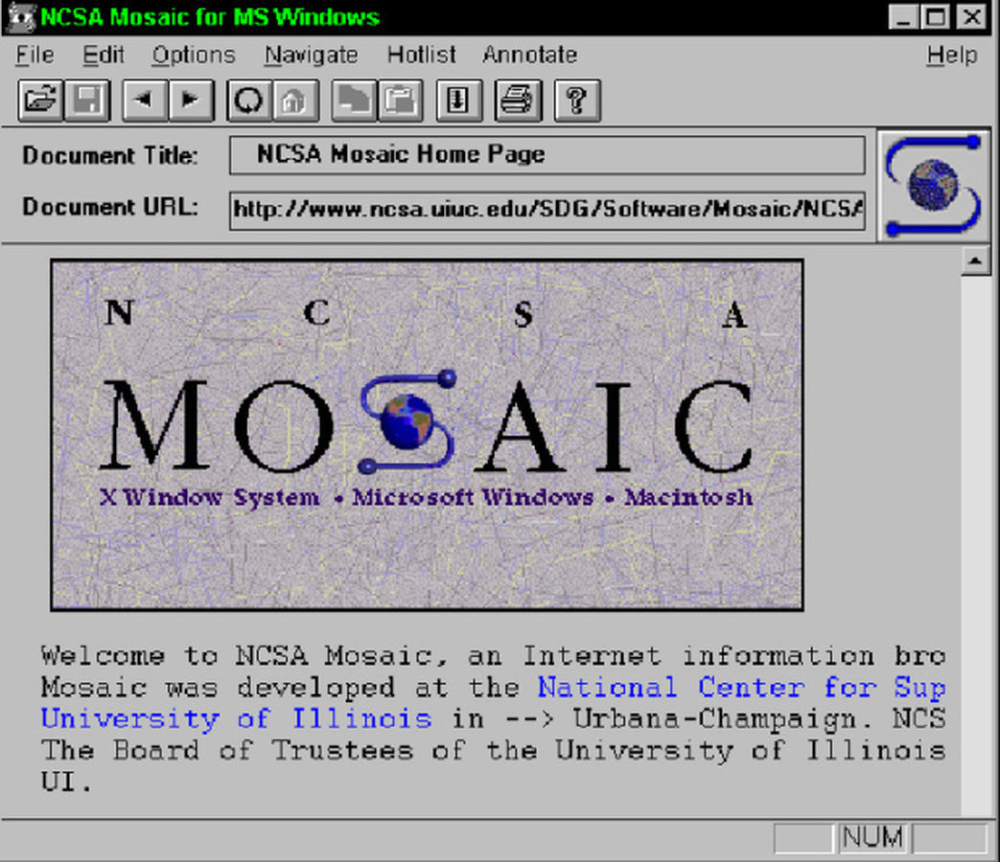 NCSA Mosaic for MS Windows
File Edit Options Navigate Hotlist Annotate Help
Document Title: NCSA Mosaic Home Page
Document URL: http://www.ncsa.uiuc.edu/SDG/Software/Mosaic/NCSA
N C S A
MOSAIC
X Window System • Microsoft Windows • Macintosh
Welcome to NCSA Mosaic, an Internet information bro
Mosaic was developed at the National Center for Sup
University of Illinois in --> Urbana-Champaign. NCS
The Board of Trustees of the University of Illinois
UI.
NUM